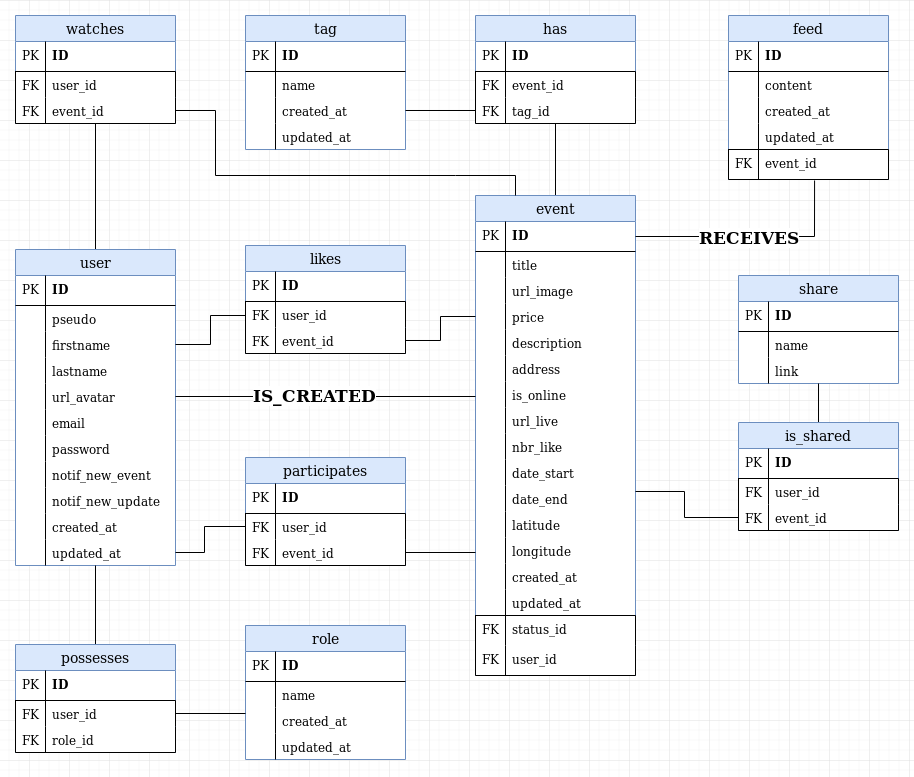 watches
PK ID
FK user_id
FK event_id
tag
PK ID
name
created_at
updated_at
has
PK ID
FK event_id
FK tag_id
feed
PK ID
content
created_at
updated_at
FK event_id
user
PK ID
pseudo
firstname
lastname
url_avatar
email
password
notif_new_event
notif_new_update
created_at
updated_at
likes
PK ID
FK user_id
FK event_id
IS_CREATED
participates
PK ID
FK user_id
FK event_id
event
PK ID
title
url_image
price
description
address
is_online
url_live
nbr_like
date_start
date_end
latitude
longitude
created_at
updated_at
FK status_id
FK user_id
RECEIVES
share
PK ID
name
link
is_shared
PK ID
FK user_id
FK event_id
possesses
PK ID
FK user_id
FK role_id
role
PK ID
name
created_at
updated_at